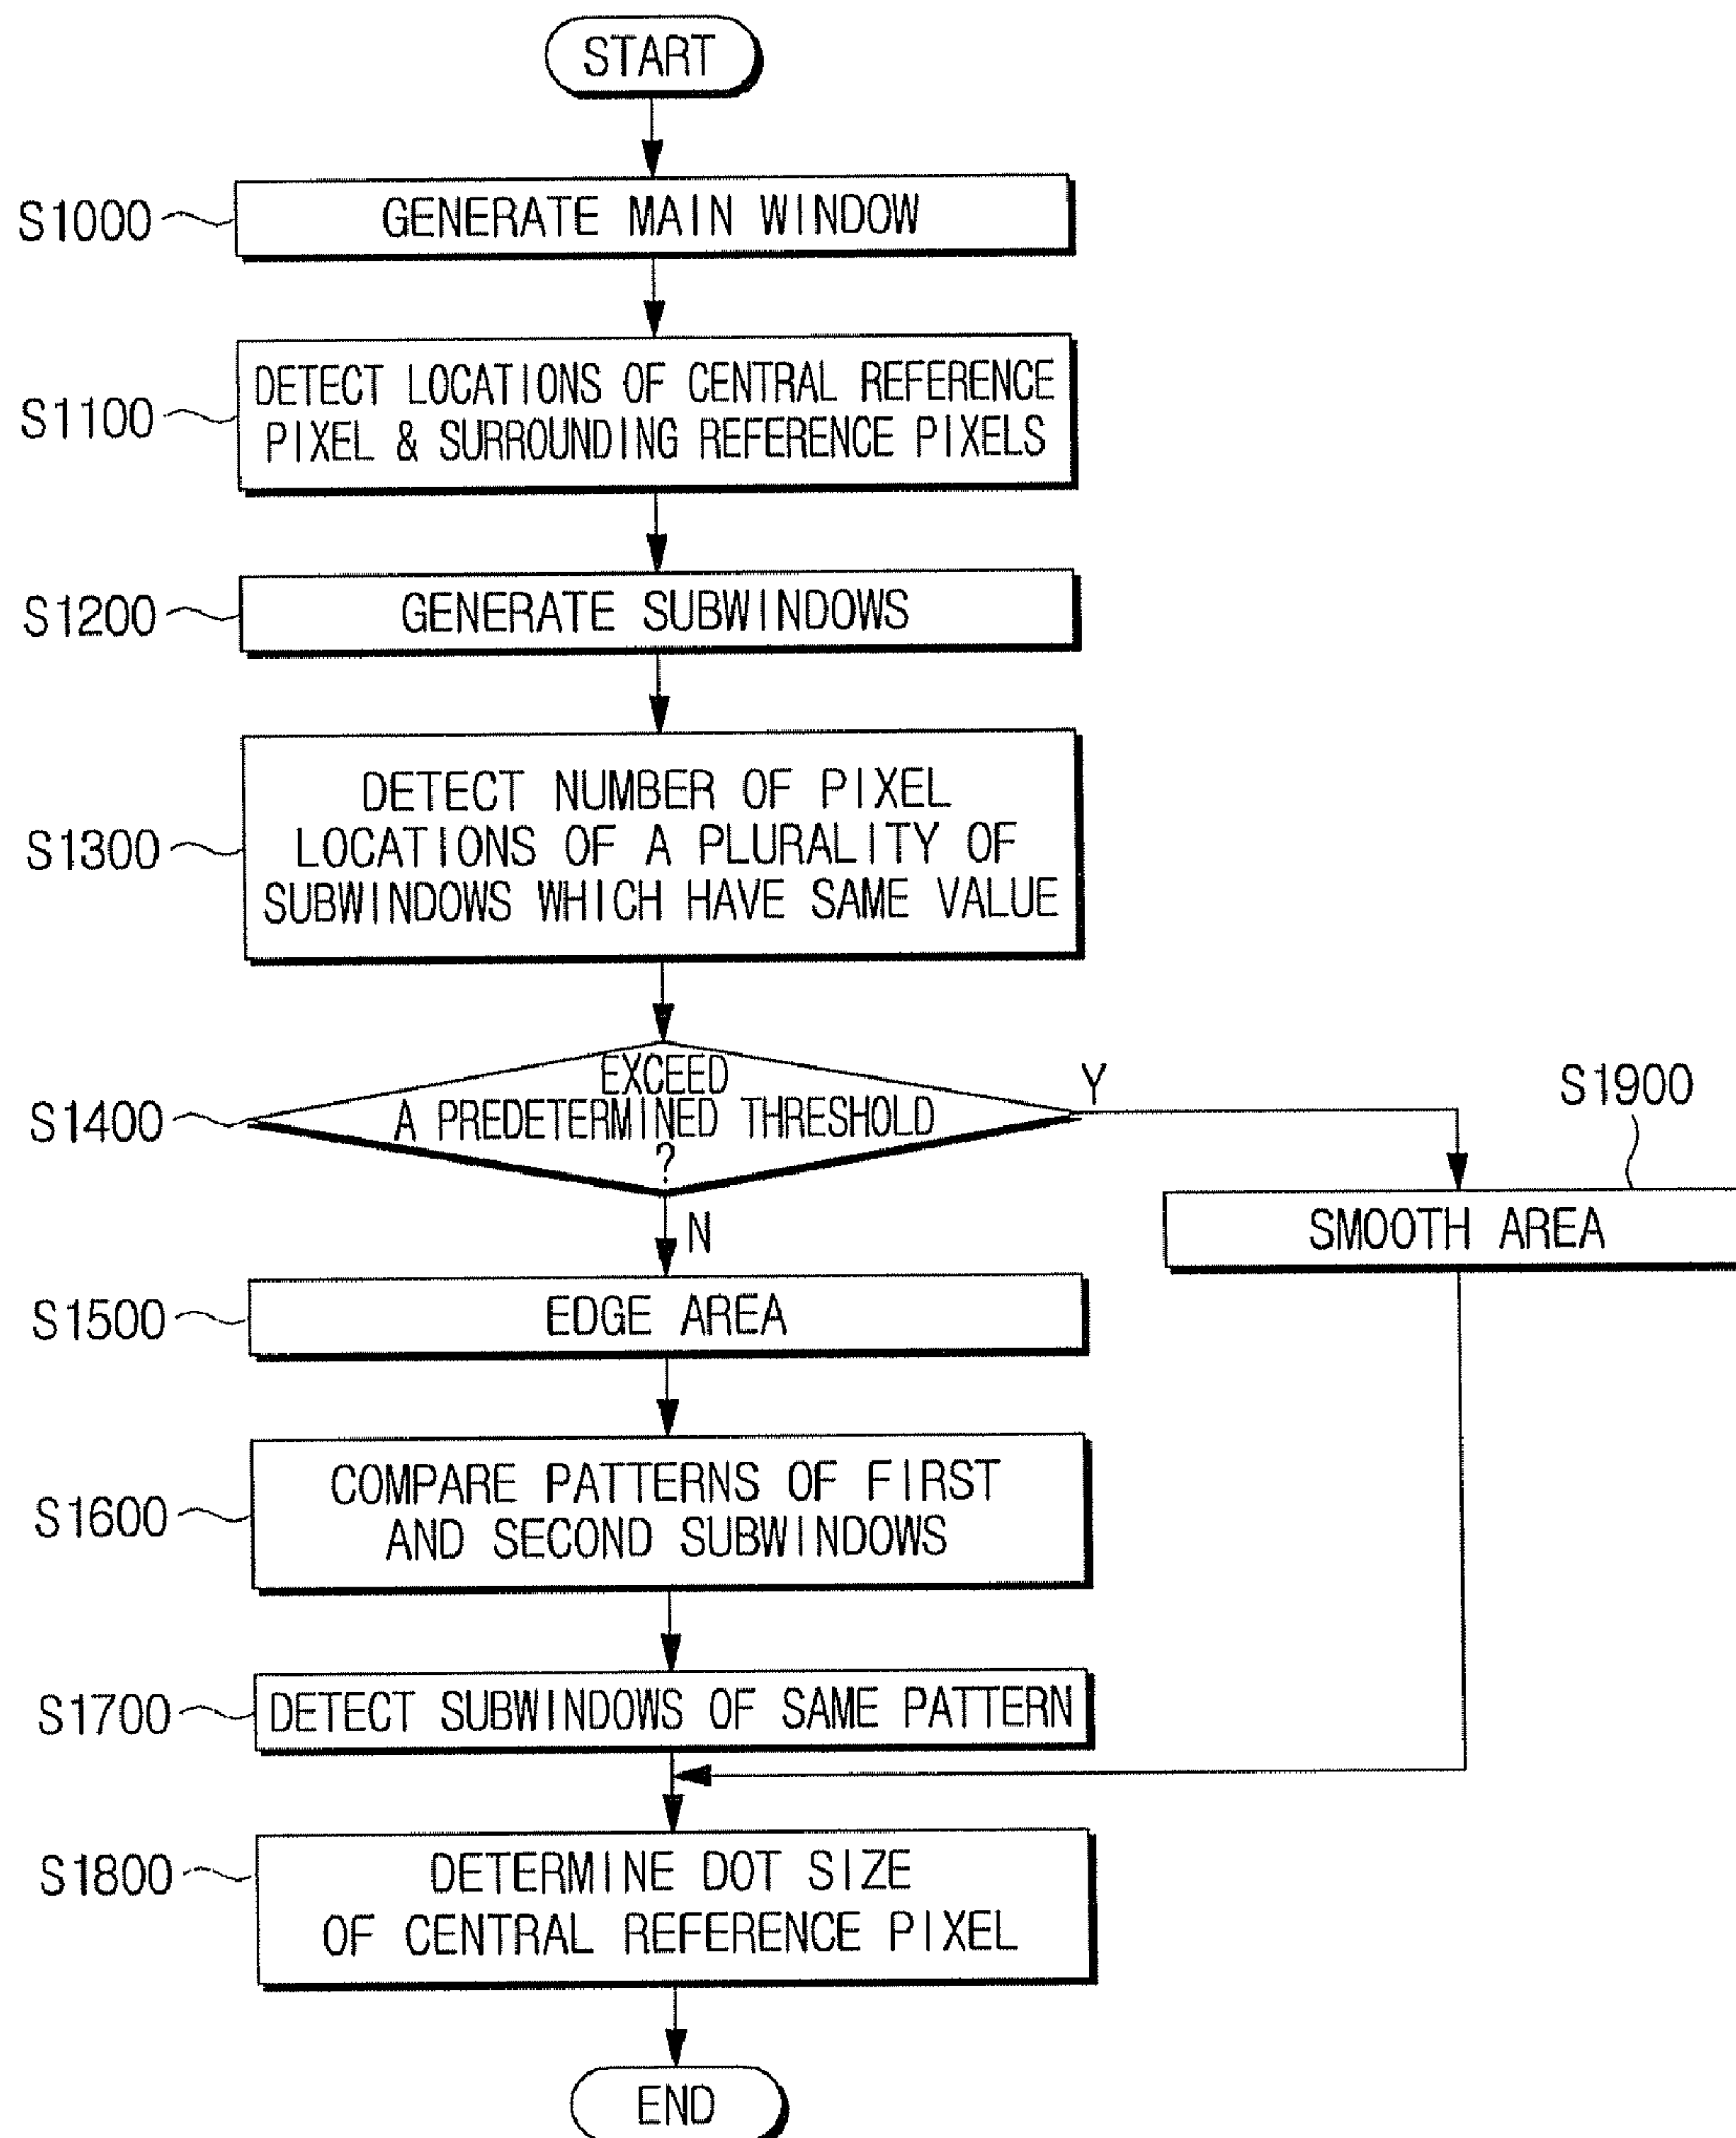 START
S1000
GENERATE MAIN WINDOW
S1100
DETECT LOCATIONS OF CENTRAL REFERENCE
PIXEL & SURROUNDING REFERENCE PIXELS
S1200
GENERATE SUBWINDOWS
S1300
DETECT NUMBER OF PIXEL
LOCATIONS OF A PLURALITY OF
SUBWINDOWS WHICH HAVE SAME VALUE
S1400
EXCEED
A PREDETERMINED THRESHOLD
?
Y
S1900
SMOOTH AREA
N
S1500
EDGE AREA
S1600
COMPARE PATTERNS OF FIRST
AND SECOND SUBWINDOWS
S1700
DETECT SUBWINDOWS OF SAME PATTERN
S1800
DETERMINE DOT SIZE
OF CENTRAL REFERENCE PIXEL
END